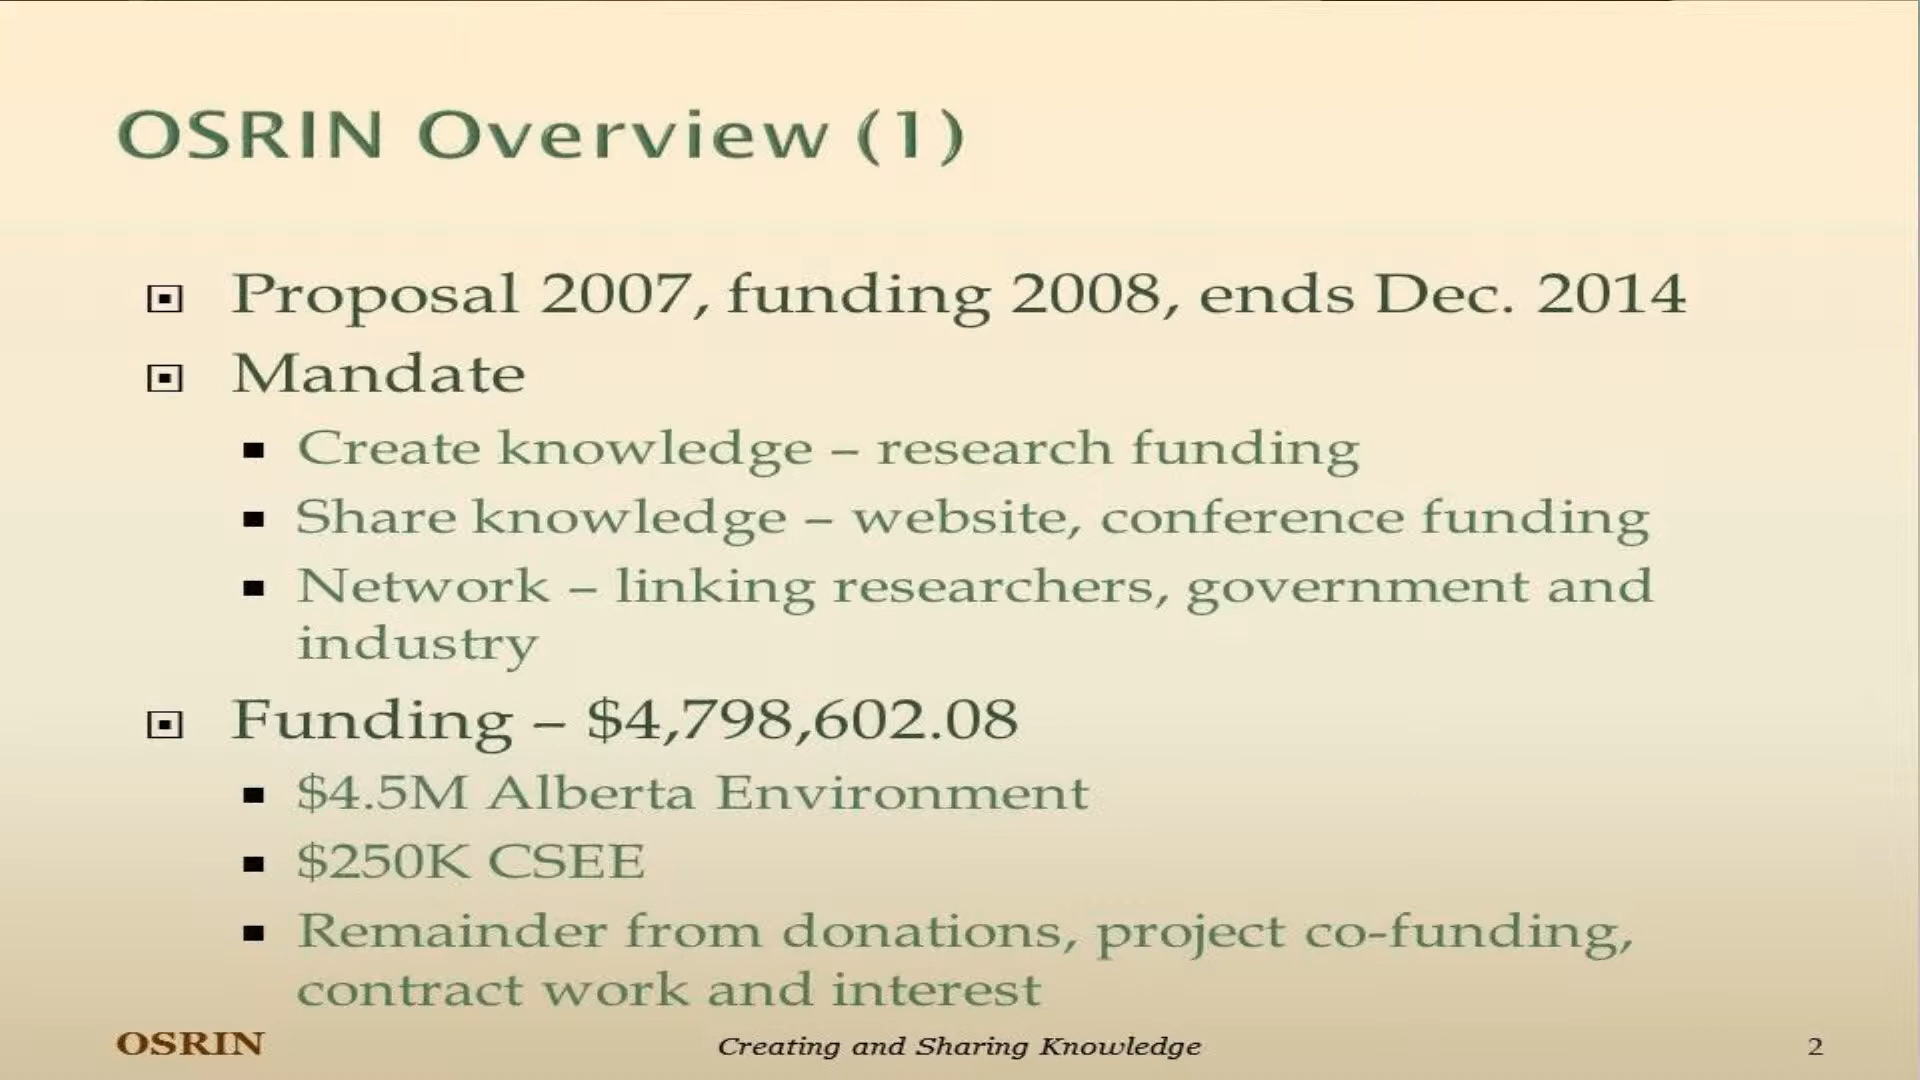 OSRIN Overview (1)
Proposal 2007, funding 2008, ends Dec. 2014
Mandate
Create knowledge – research funding
Share knowledge – website, conference funding
Network – linking researchers, government and
industry
Funding – $4,798,602.08
$4.5M Alberta Environment
$250K CSEE
Remainder from donations, project co-funding,
contract work and interest
OSRIN
Creating and Sharing Knowledge
2